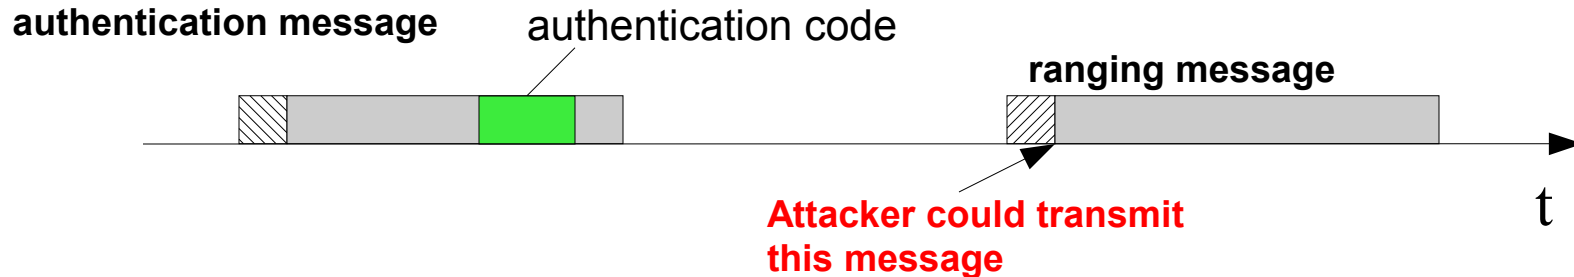 authentication message
authentication code
ranging message
Attacker could transmit
this message
t